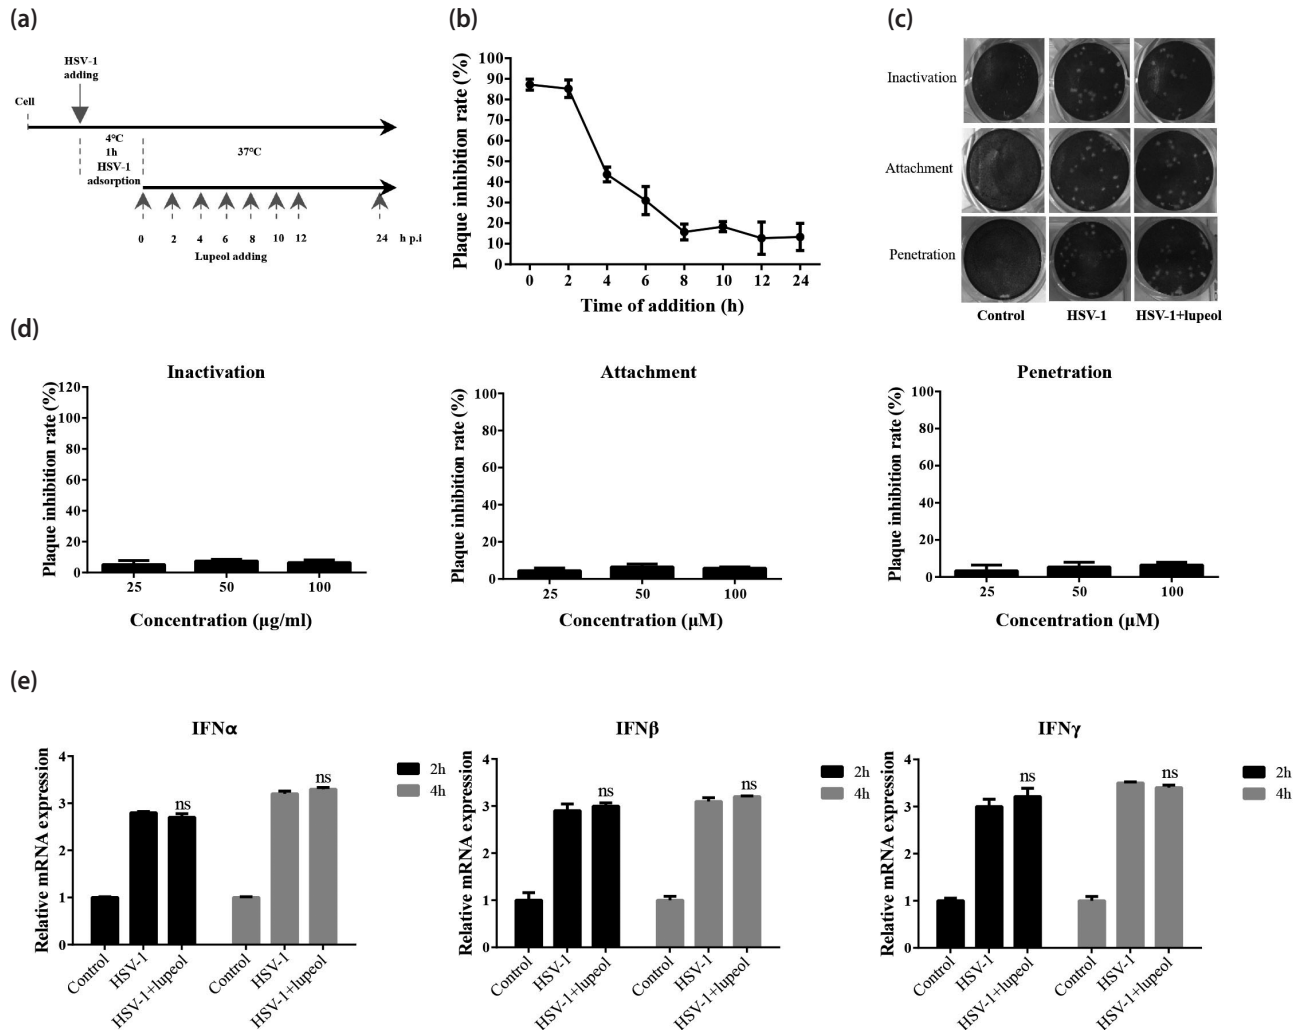 (a)
HSV-1
adding
Cell
4°C
1h
HSV-1
adsorption
37°C
0 2 4 6 8 10 12 24 h p.i
Lupeol adding
(b)
Plaque inhibition rate (%)
100
90
80
70
60
50
40
30
20
10
0
0 2 4 6 8 10 12 24
Time of addition (h)
(c)
Inactivation
Attachment
Penetration
Control HSV-1 HSV-1+lupeol
(d)
Inactivation
Plaque inhibition rate (%)
120
100
80
60
40
20
0
25 50 100
Concentration (μg/ml)
Attachment
Plaque inhibition rate (%)
100
80
60
40
20
0
25 50 100
Concentration (μM)
Penetration
Plaque inhibition rate (%)
100
80
60
40
20
0
25 50 100
Concentration (μM)
(e)
IFNα
Relative mRNA expression
4
3
2
1
0
ns ns
2h
4h
Control HSV-1 HSV-1+lupeol Control HSV-1 HSV-1+lupeol
IFNβ
Relative mRNA expression
4
3
2
1
0
ns ns
2h
4h
Control HSV-1 HSV-1+lupeol Control HSV-1 HSV-1+lupeol
IFNγ
Relative mRNA expression
4
3
2
1
0
ns ns
2h
4h
Control HSV-1 HSV-1+lupeol Control HSV-1 HSV-1+lupeol